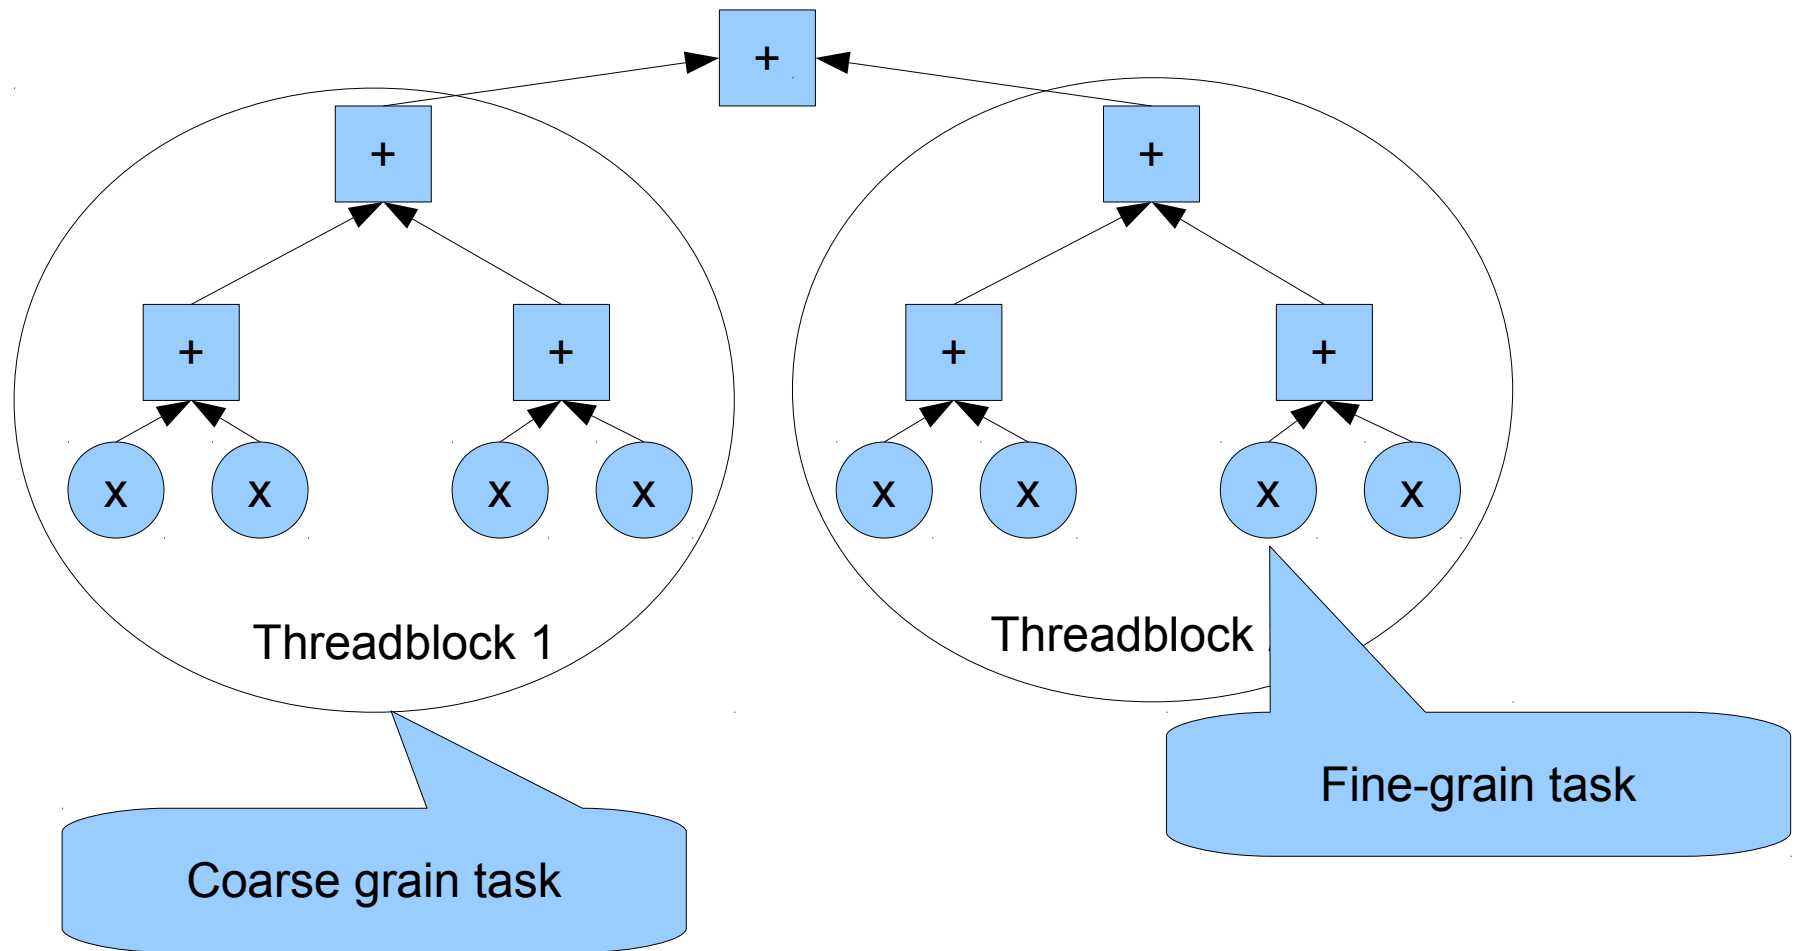 +
+ +
+ + + +
x x x x x x x x
Threadblock 1
Threadblock
Fine-grain task
Coarse grain task